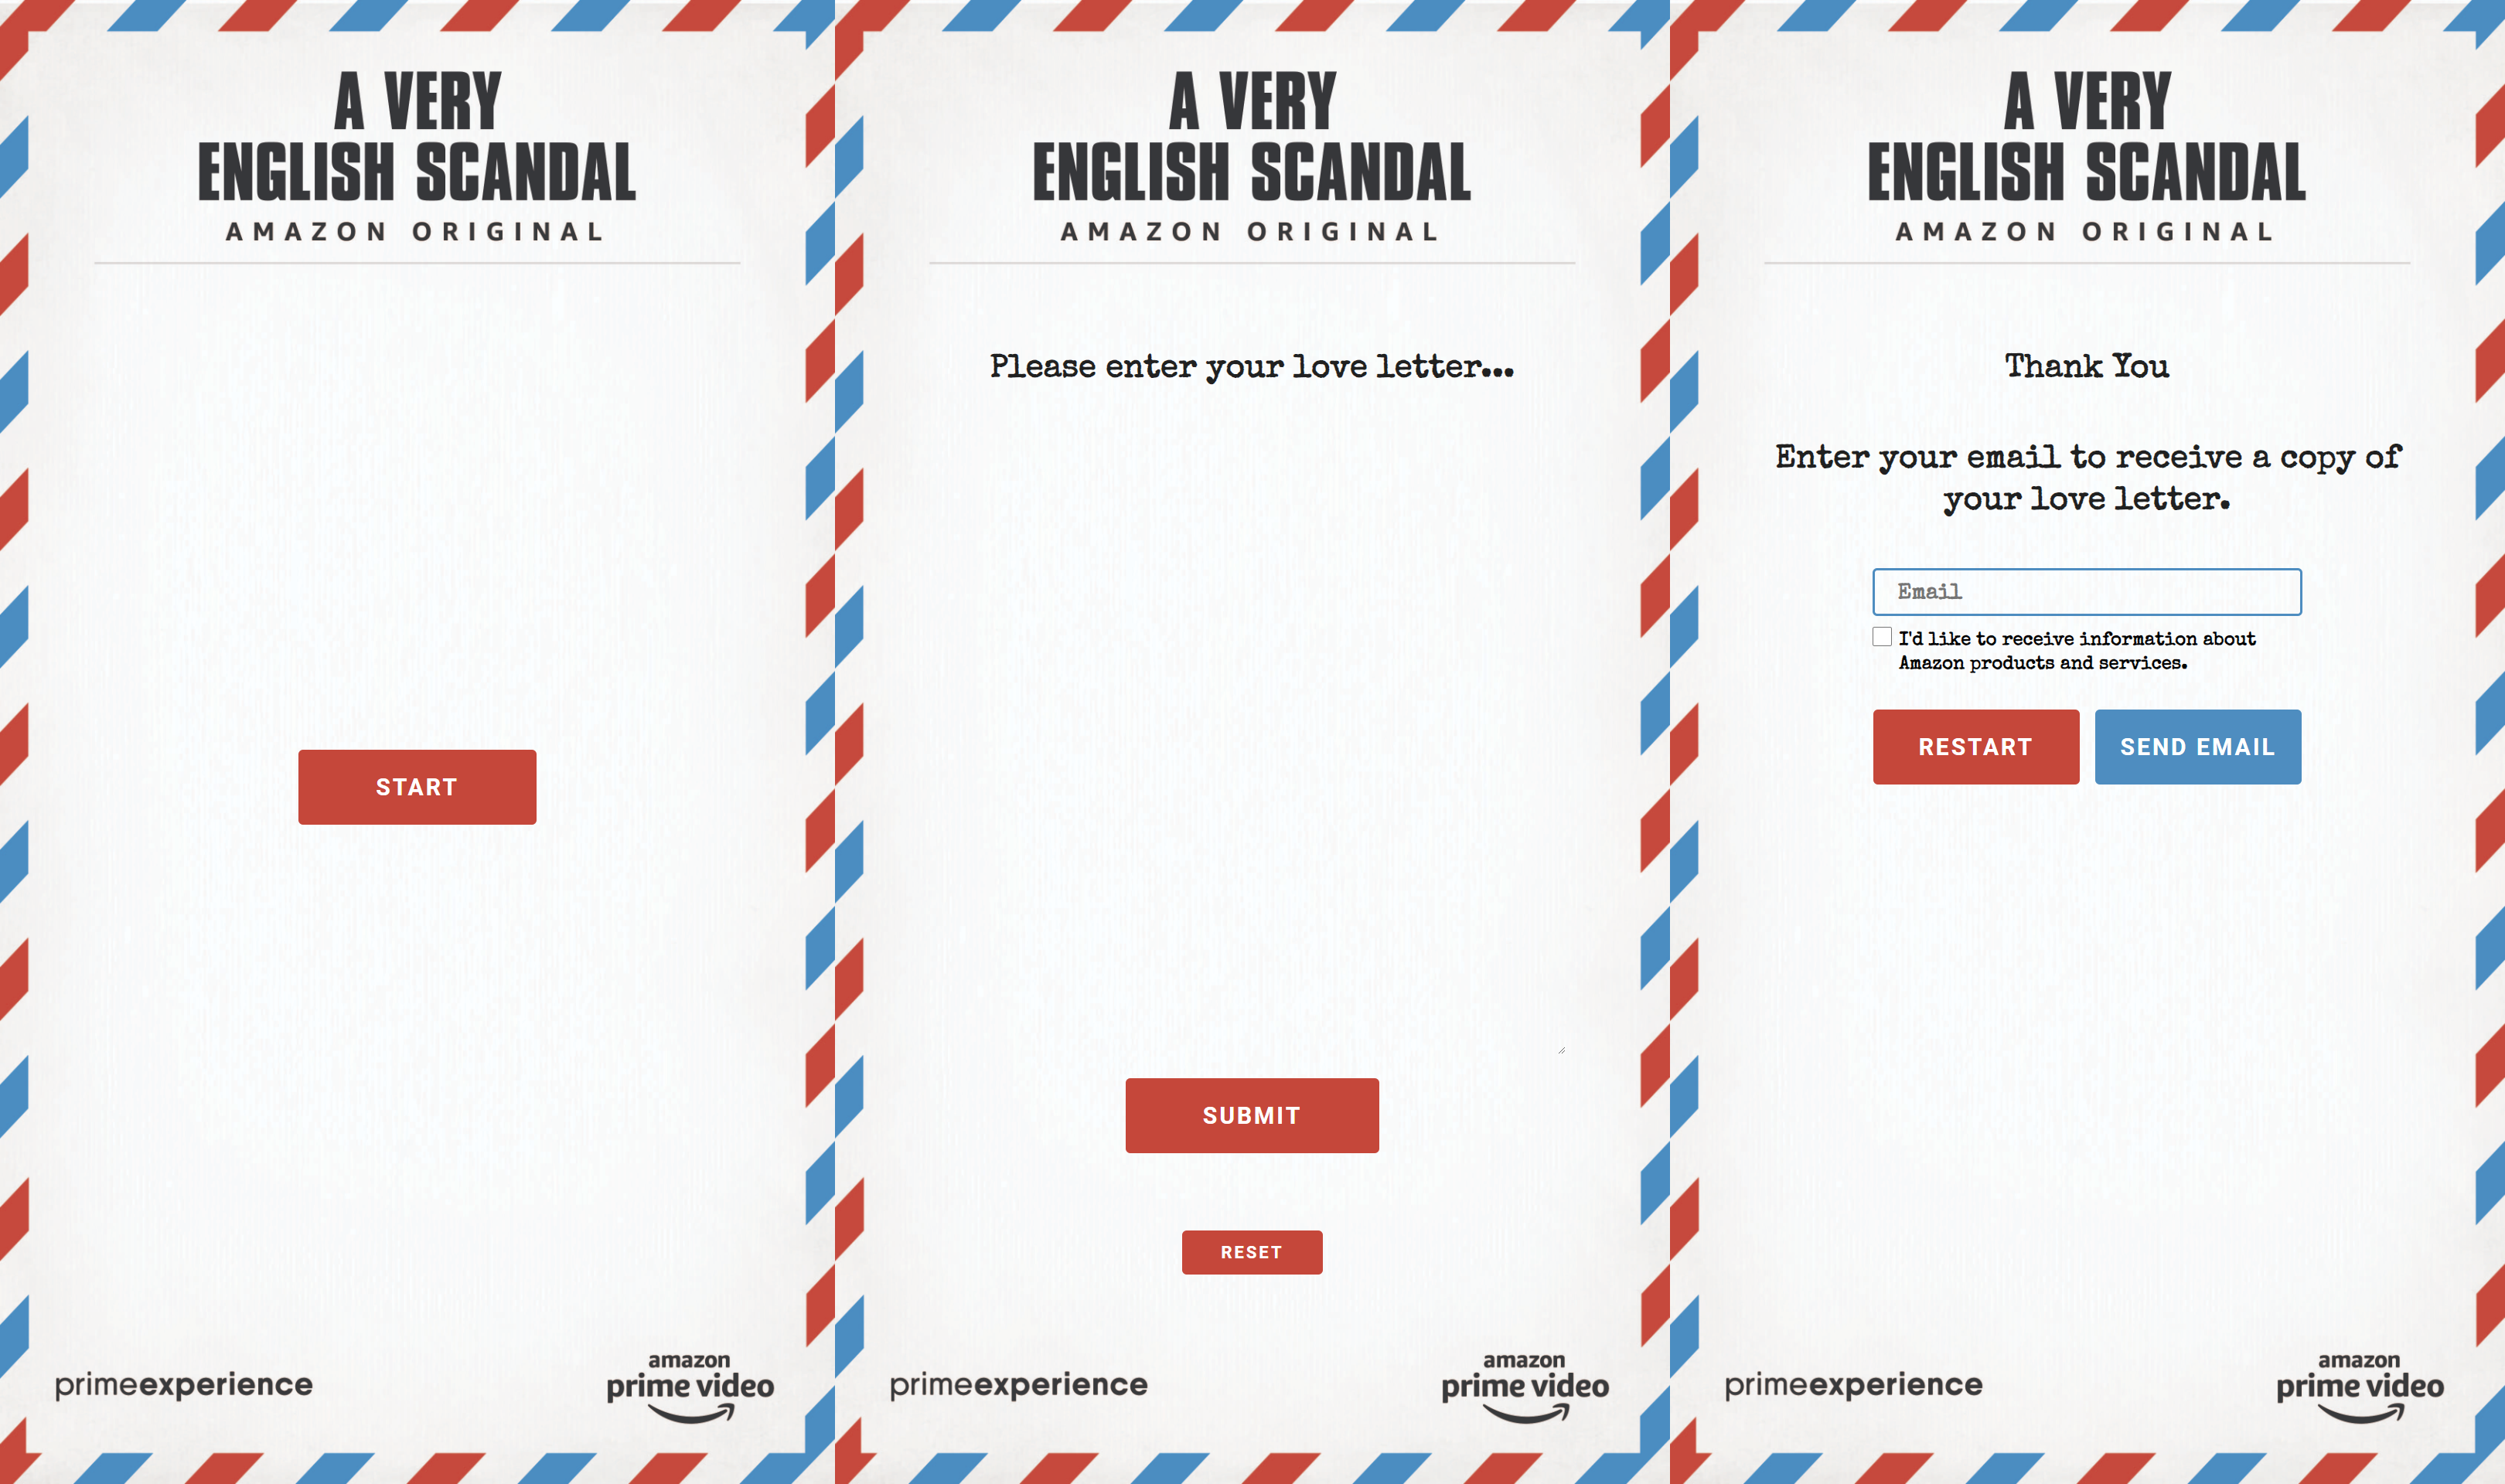 A VERY
ENGLISH SCANDAL
AMAZON ORIGINAL
START
primeexperience
amazon
prime video
A VERY
ENGLISH SCANDAL
AMAZON ORIGINAL
Please enter your love letter...
SUBMIT
RESET
primeexperience
amazon
prime video
A VERY
ENGLISH SCANDAL
AMAZON ORIGINAL
Thank You
Enter your email to receive a copy of
your love letter.
Email
I'd like to receive information about
Amazon products and services.
RESTART
SEND EMAIL
primeexperience
amazon
prime video